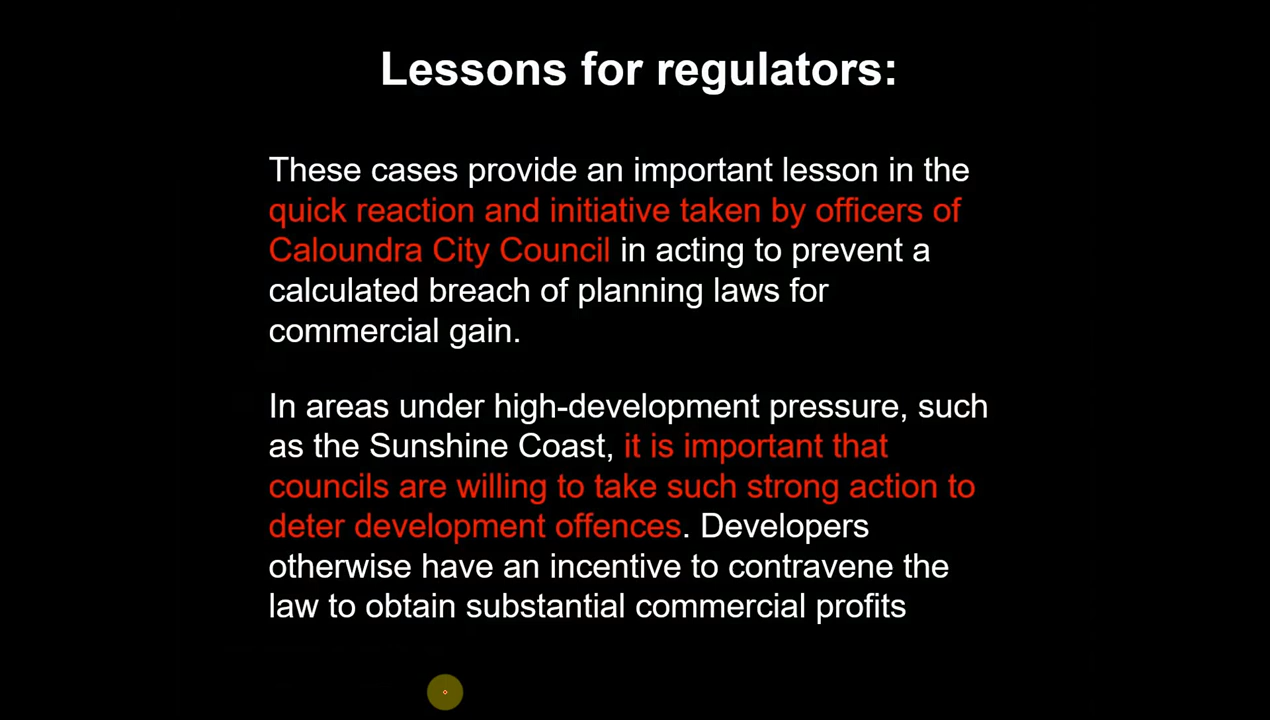 Lessons for regulators:
These cases provide an important lesson in the
quick reaction and initiative taken by officers of
Caloundra City Council in acting to prevent a
calculated breach of planning laws for
commercial gain.
In areas under high-development pressure, such
as the Sunshine Coast, it is important that
councils are willing to take such strong action to
deter development offences. Developers
otherwise have an incentive to contravene the
law to obtain substantial commercial profits